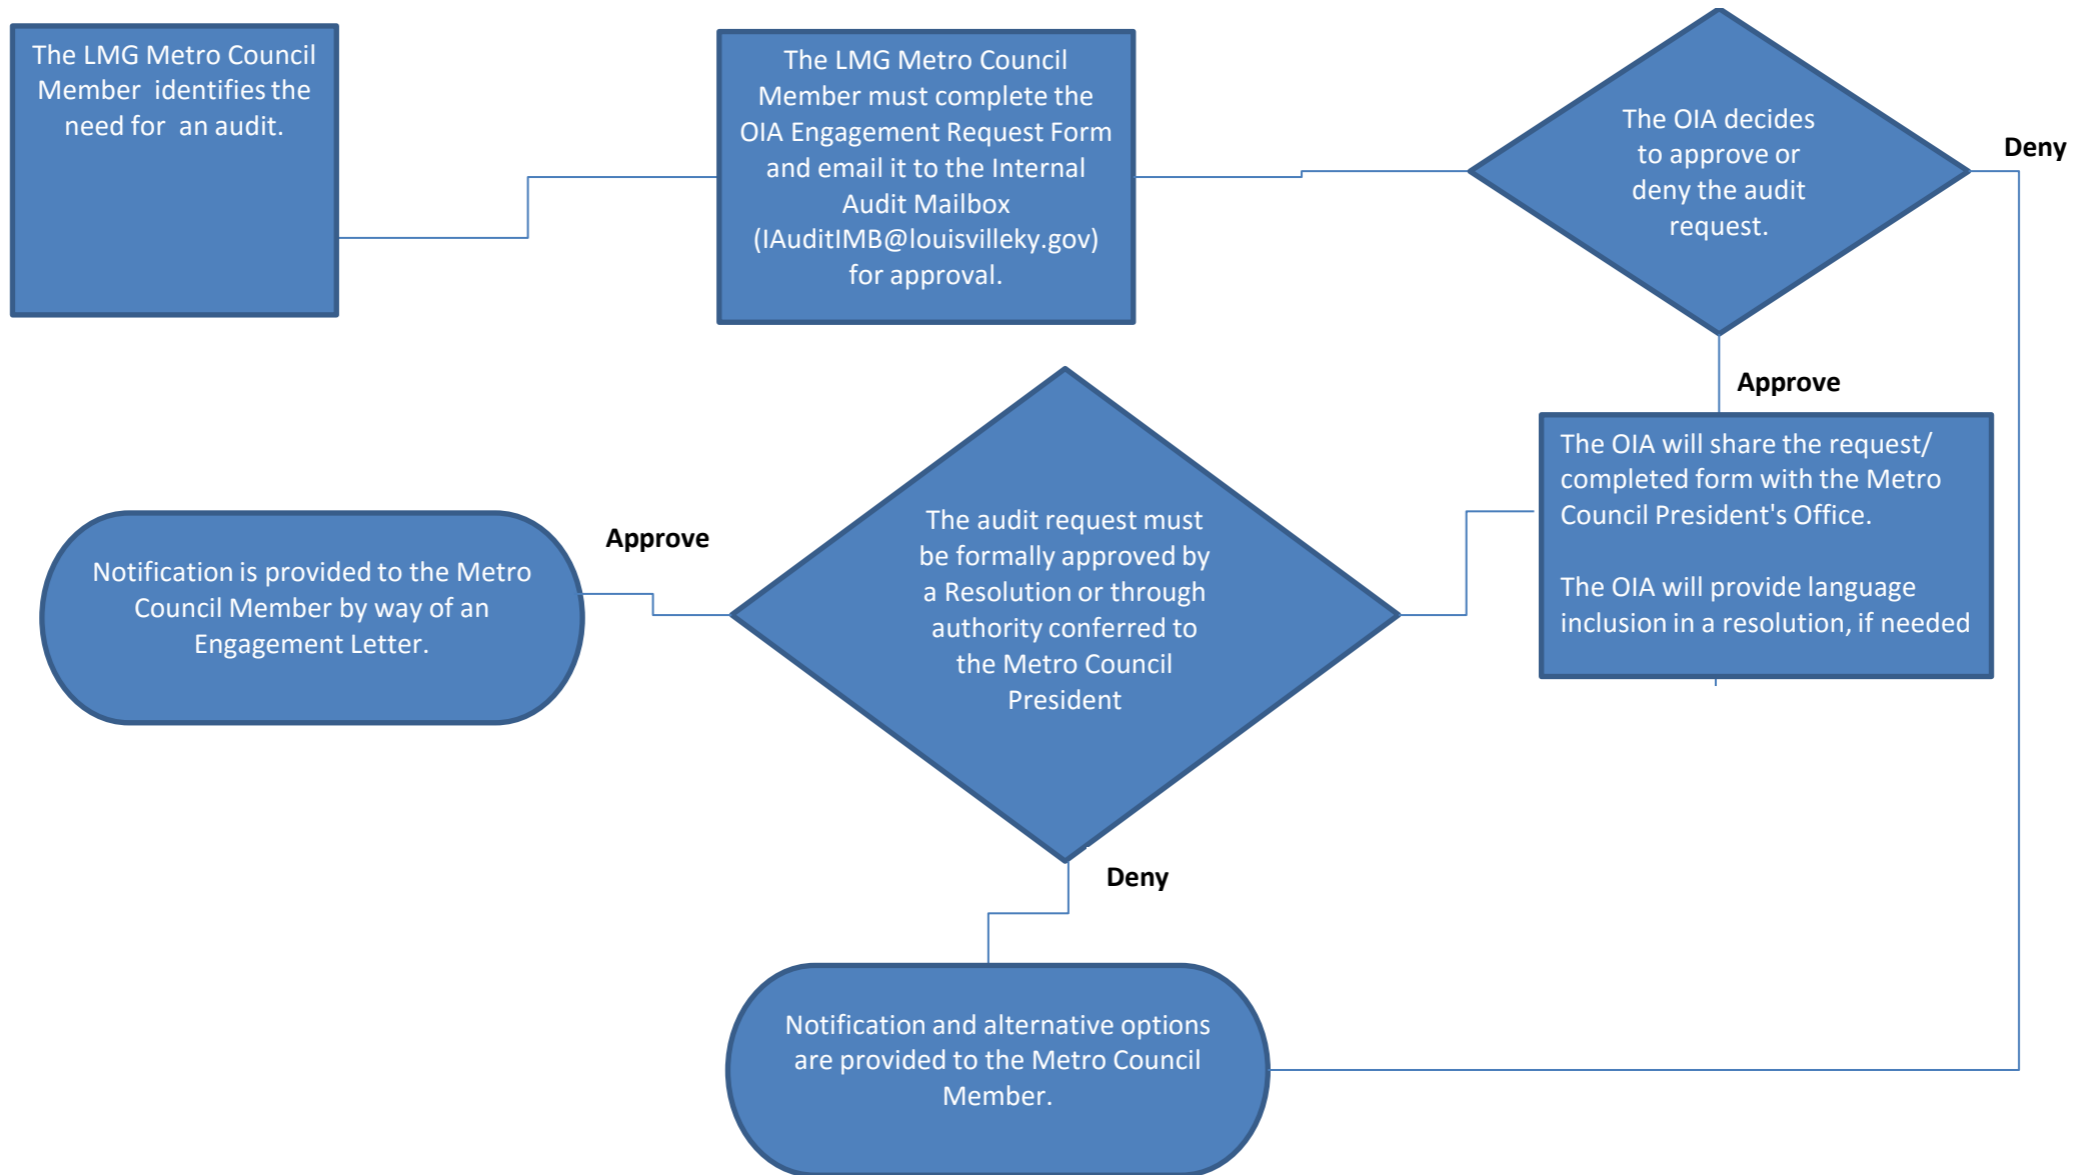 The LMG Metro Council
Member  identifies the
need for  an audit.
The LMG Metro Council
Member must complete the
OIA Engagement Request Form
and email it to the Internal
Audit Mailbox
(IAuditIMB@louisvilleky.gov)
for approval.
The OIA decides
to approve or
deny the audit
request.
Deny
Approve
The OIA will share the request/
completed form with the Metro
Council President's Office.
The OIA will provide language
inclusion in a resolution, if needed
The audit request must
be formally approved by
a Resolution or through
authority conferred to
the Metro Council
President
Approve
Notification is provided to the Metro
Council Member by way of an
Engagement Letter.
Deny
Notification and alternative options
are provided to the Metro Council
Member.